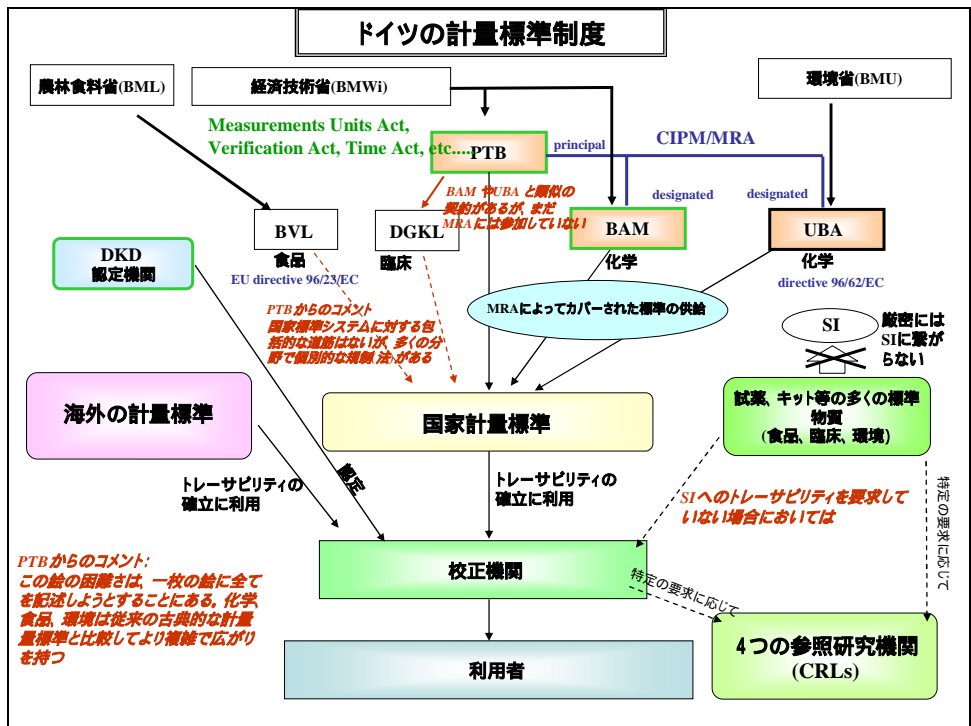 ドイツの計量標準制度
農林食料省(BML)
経済技術省(BMWi)
環境省(BMU)
Measurements Units Act,
Verification Act, Time Act, etc....
PTB
principal
CIPM/MRA
designated
designated
BAM やUBA と類似の
契約があるが、まだ
MRAには参加していない
BVL
食品
DGKL
臨床
BAM
化学
UBA
化学
DKD
認定機関
EU directive 96/23/EC
directive 96/62/EC
PTBからのコメント
国家標準システムに対する包
括的な道筋はないが、多くの分
野で個別的な規制(法)がある
MRAによってカバーされた標準の供給
SI
厳密には
SIに繋が
らない
海外の計量標準
国家計量標準
試薬、キット等の多くの標準
物質
(食品、臨床、環境)
トレーサビリティの
確立に利用
認定
トレーサビリティの
確立に利用
SIへのトレーサビリティを要求して
いない場合においては
特定の要求に応じて
PTBからのコメント:
この絵の困難さは、一枚の絵に全て
を記述しようとすることにある。化学、
食品、環境は従来の古典的な計量
量標準と比較してより複雑で広がり
を持つ
校正機関
特定の要求に応じて
利用者
4つの参照研究機関
(CRLs)